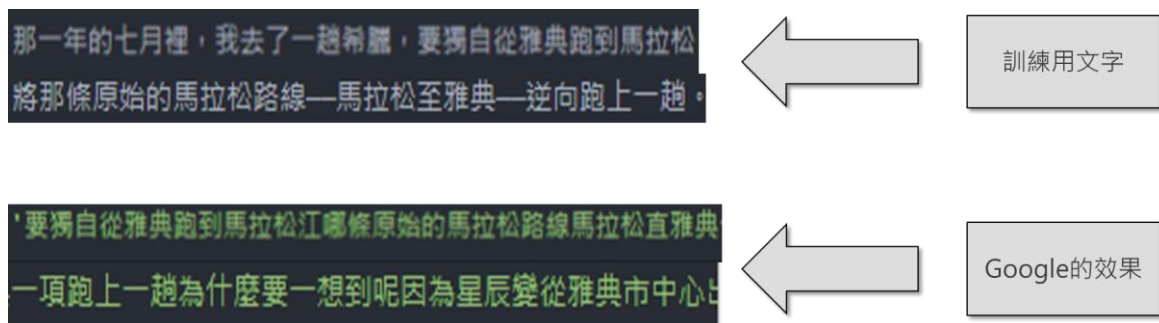 那一年的七月裡，我去了一趟希臘，要獨自從雅典跑到馬拉松
將那條原始的馬拉松路線—馬拉松至雅典—逆向跑上一趟。
訓練用文字
'要獨自從雅典跑到馬拉松江哪條原始的馬拉松路線馬拉松直雅典
一項跑上一趟為什麼要一想到呢因為星辰變從雅典市中心出
Google的效果